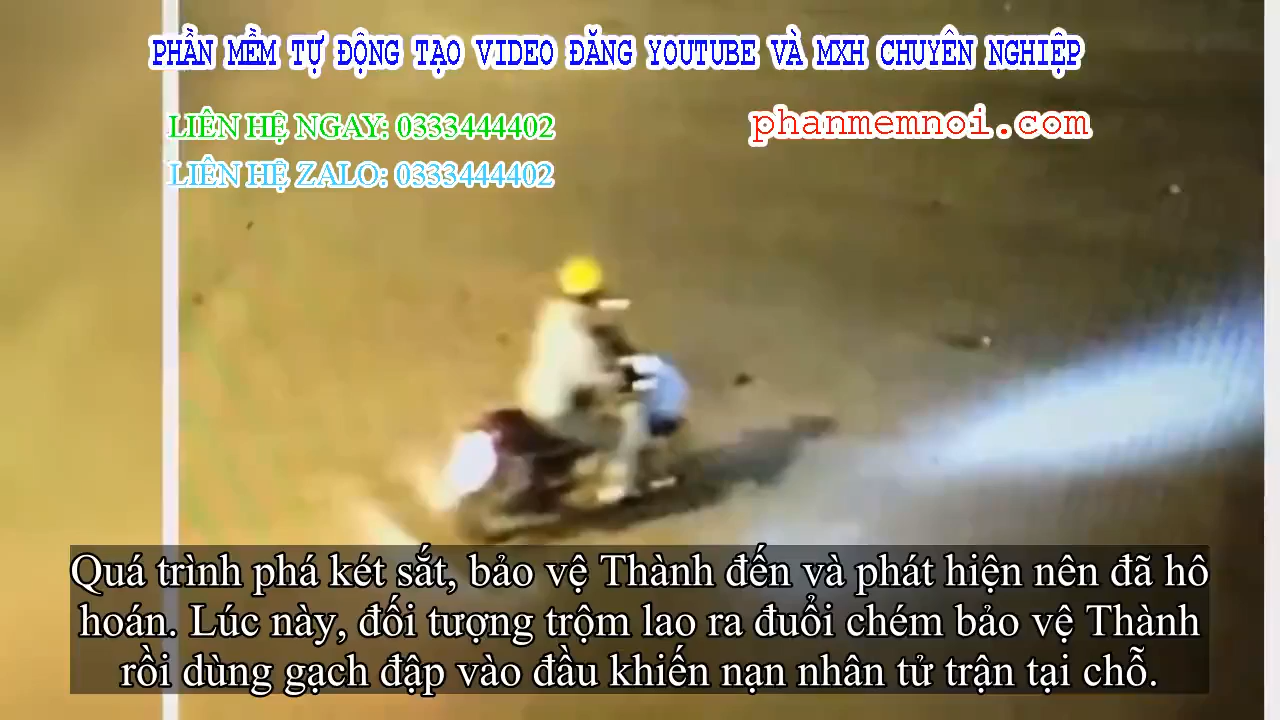 PHẦN MỀM TỰ ĐỘNG TẠO VIDEO ĐĂNG YOUTUBE VÀ MXH CHUYÊN NGHIỆP
LIÊN HỆ NGAY: 0333444402
phanmemnoi.com
LIÊN HỆ ZALO: 0333444402
Quá trình phá két sắt, bảo vệ Thành đến và phát hiện nên đã hô
hoán. Lúc này, đối tượng trộm lao ra đuổi chém bảo vệ Thành
rồi dùng gạch đập vào đầu khiến nạn nhân tử trận tại chỗ.